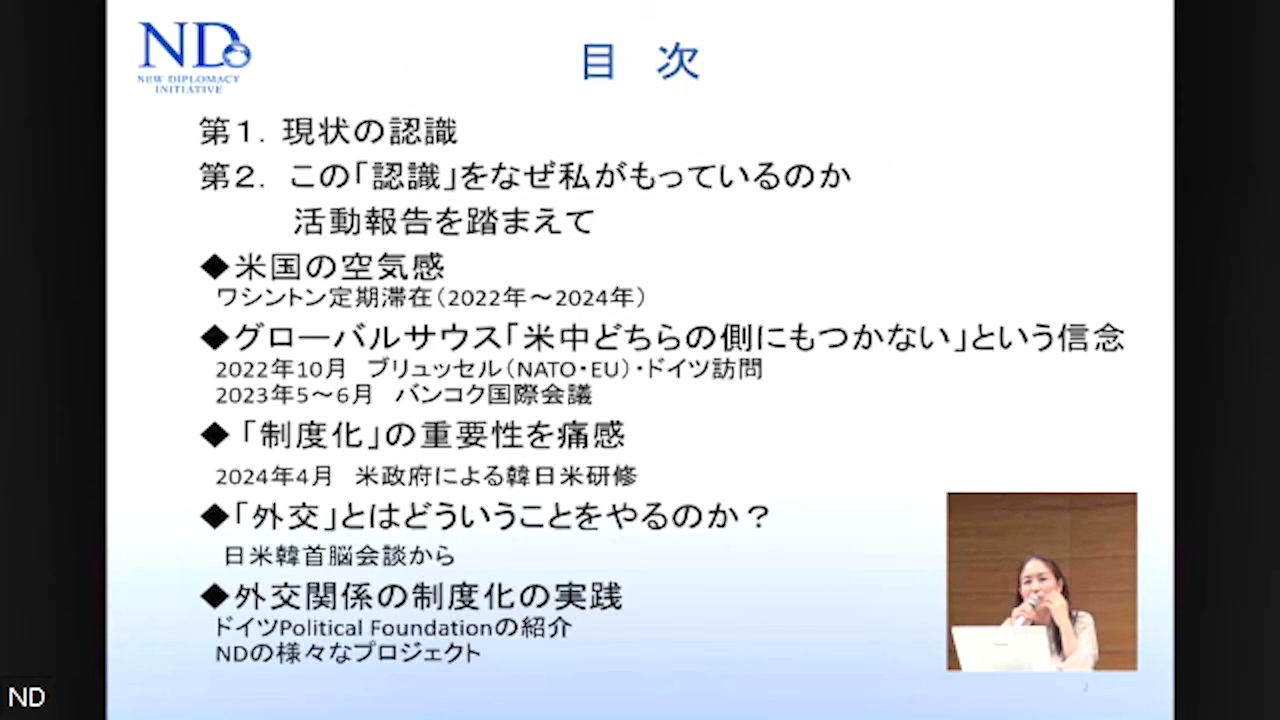 ND
NEW DIPLOMACY
INITIATIVE
目 次
第１．現状の認識
第２．この「認識」をなぜ私がもっているのか
活動報告を踏まえて
◆米国の空気感
ワシントン定期滞在（2022年～2024年）
◆グローバルサウス「米中どちらの側にもつかない」という信念
2022年10月 ブリュッセル（NATO・EU）・ドイツ訪問
2023年5～6月 バンコク国際会議
◆「制度化」の重要性を痛感
2024年4月 米政府による韓日米研修
◆「外交」とはどういうことをやるのか？
日米韓首脳会談から
◆外交関係の制度化の実践
ドイツPolitical Foundationの紹介
NDの様々なプロジェクト
2
ND